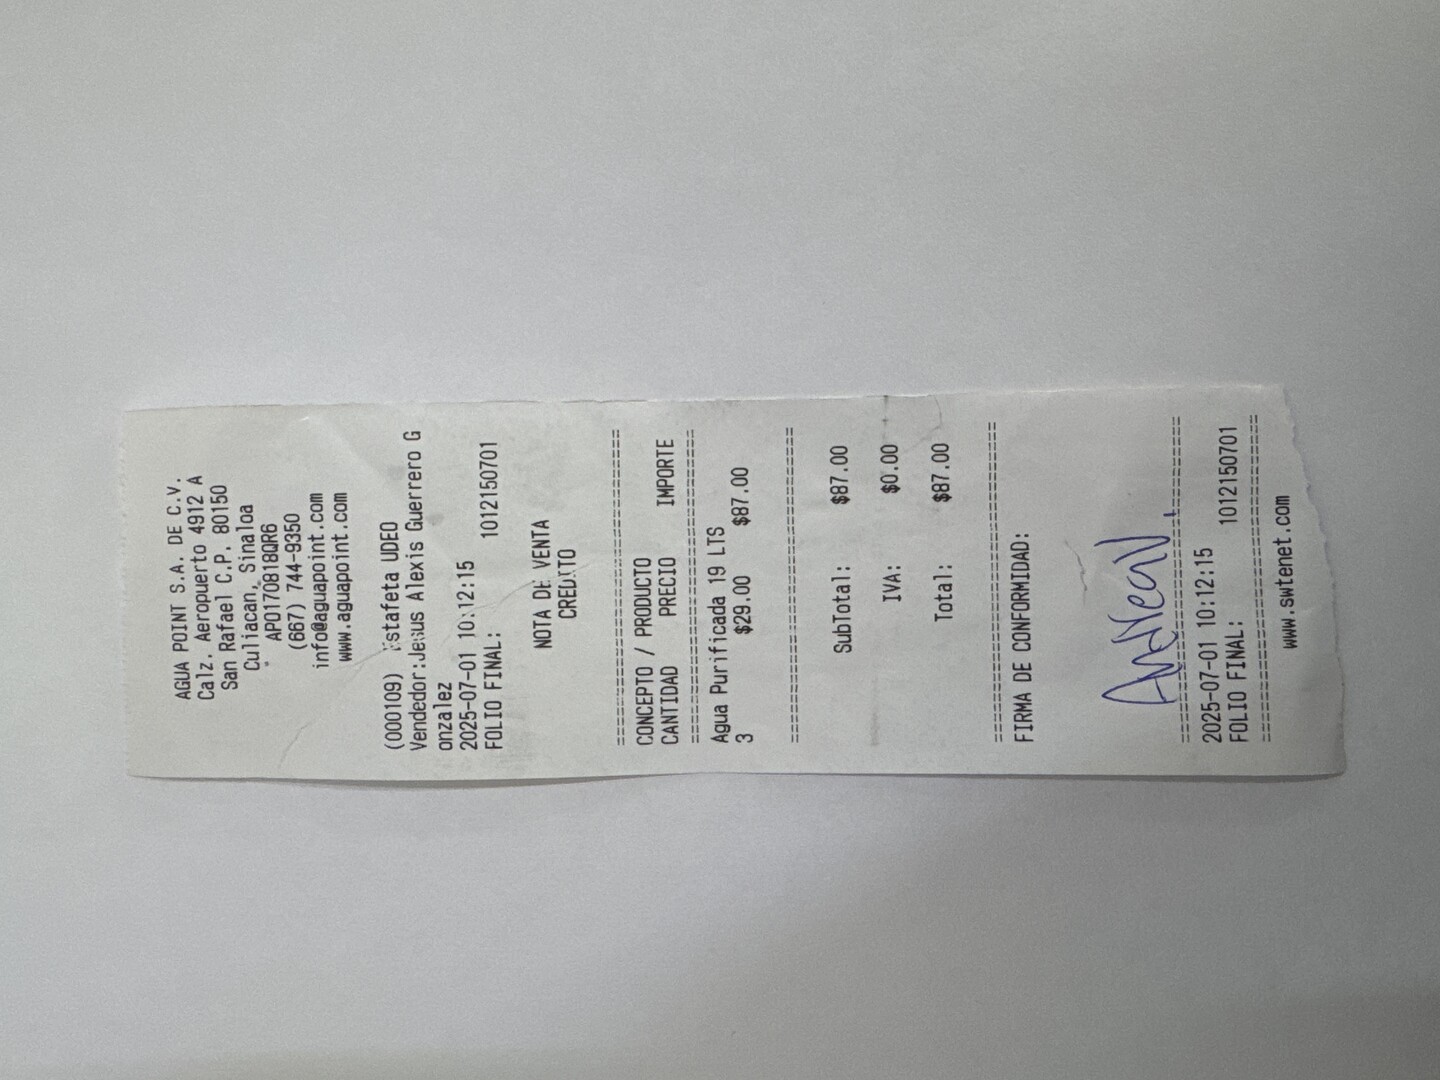 AGUA POINT S.A. DE C.V.
Calz. Aeropuerto 4912 A
San Rafael C.P. 80150
Culiacan, Sinaloa
APO170818QR6
(667) 744-9350
info@aguapoint.com
www.aguapoint.com
(000109) Estafeta UDEO
Vendedor:Jesus Alexis Guerrero G
onzalez
2025-07-01 10:12:15
FOLIO FINAL: 1012150701
NOTA DE VENTA
CREDITO
================================
CONCEPTO / PRODUCTO
CANTIDAD PRECIO IMPORTE
================================
Agua Purificada 19 LTS
3 $29.00 $87.00
================================
SubTotal: $87.00
IVA: $0.00
Total: $87.00
================================
FIRMA DE CONFORMIDAD:
================================
2025-07-01 10:12:15
FOLIO FINAL: 1012150701
================================
www.swtenet.com